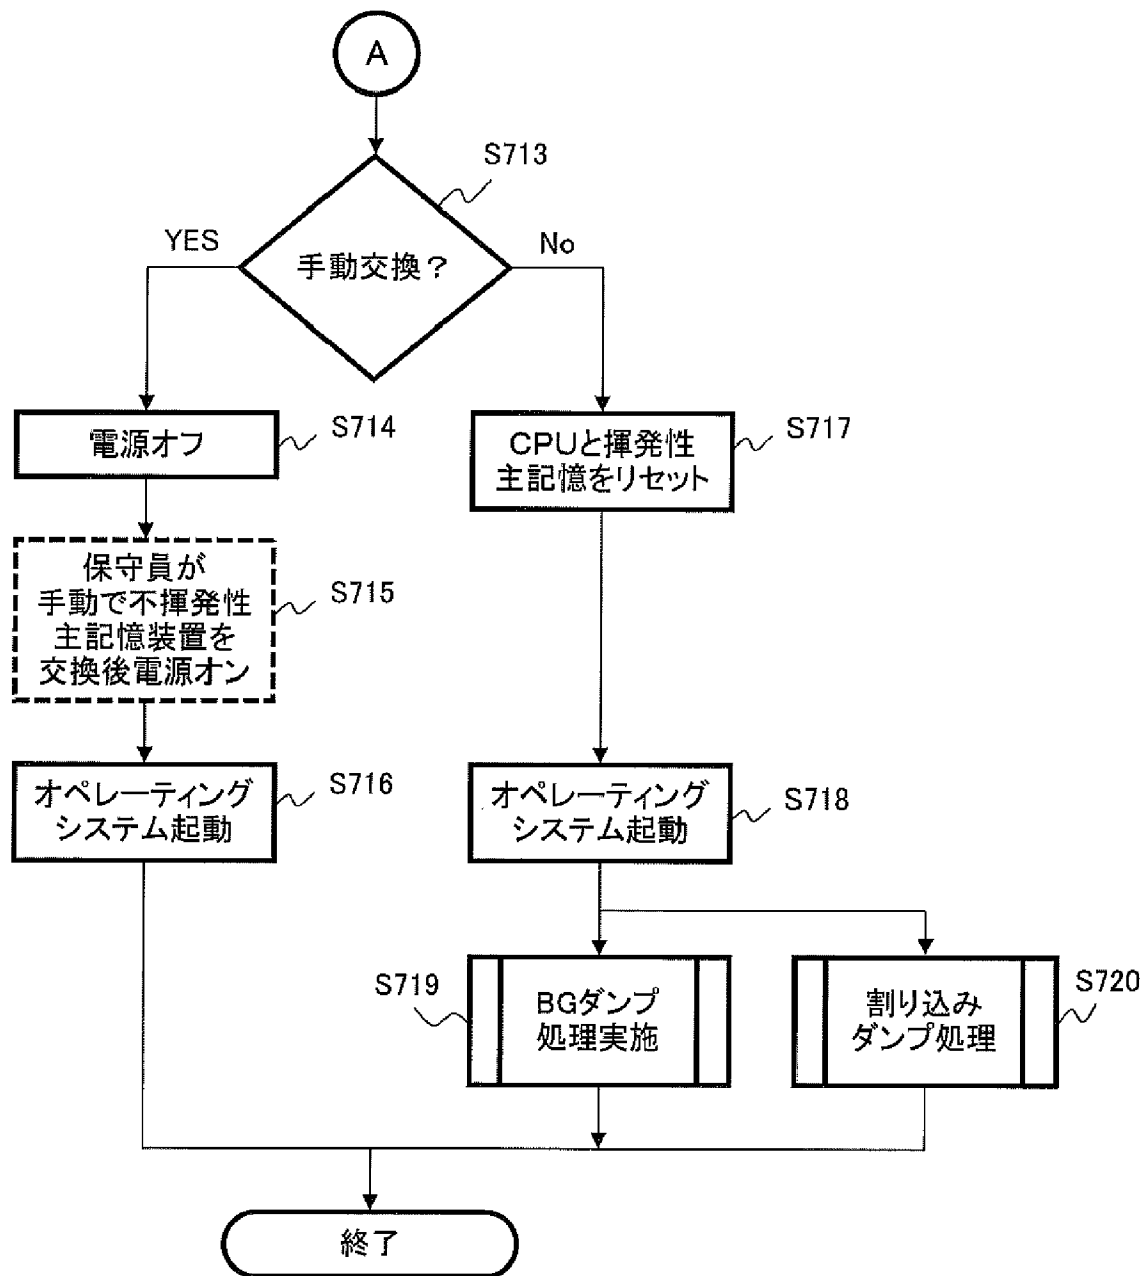 A
S713
YES
No
手動交換？
電源オフ
S714
CPUと揮発性
主記憶をリセット
S717
保守員が
手動で不揮発性
主記憶装置を
交換後電源オン
S715
オペレーティング
システム起動
S716
オペレーティング
システム起動
S718
S719
BGダンプ
処理実施
割り込み
ダンプ処理
S720
終了